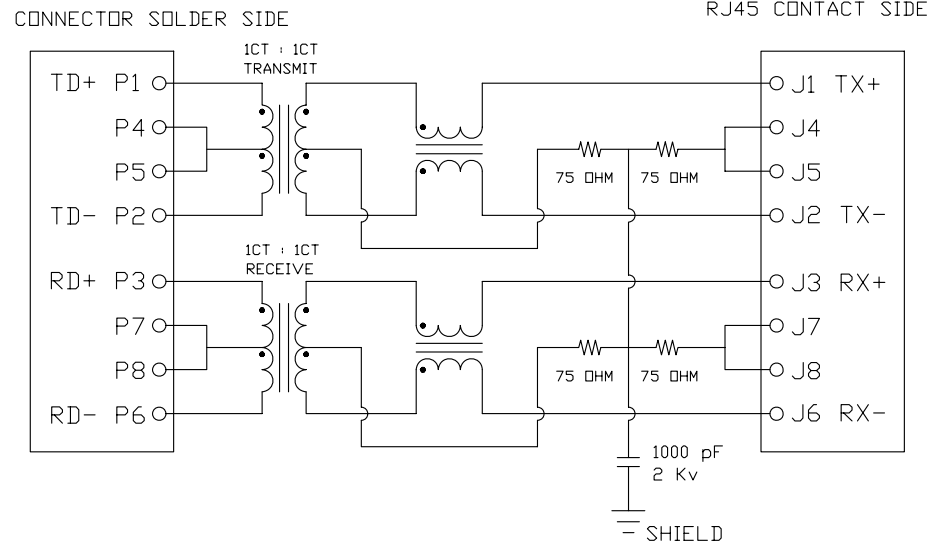 CONNECTOR SOLDER SIDE
RJ45 CONTACT SIDE
1CT : 1CT
TRANSMIT
TD+ P1
P4
P5
TD- P2
75 OHM
75 OHM
J1 TX+
J4
J5
J2 TX-
1CT : 1CT
RECEIVE
RD+ P3
P7
P8
RD- P6
75 OHM
75 OHM
J3 RX+
J7
J8
J6 RX-
1000 pF
2 Kv
SHIELD